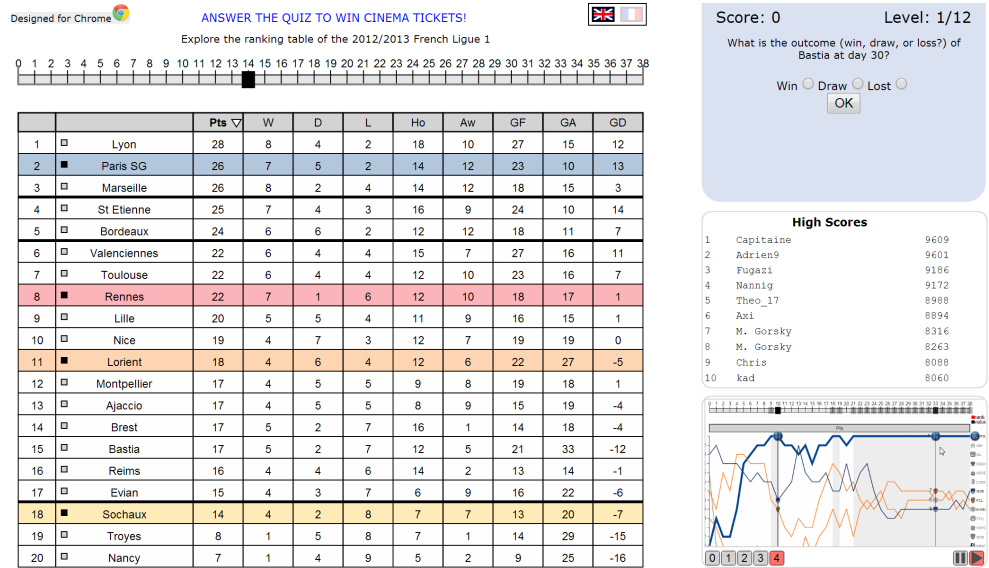 Designed for Chrome
ANSWER THE QUIZ TO WIN CINEMA TICKETS!
Explore the ranking table of the 2012/2013 French Ligue 1
0 1 2 3 4 5 6 7 8 9 10 11 12 13 14 15 16 17 18 19 20 21 22 23 24 25 26 27 28 29 30 31 32 33 34 35 36 37 38
Pts W D L Ho Aw GF GA GD
1 Lyon 28 8 4 2 18 10 27 15 12
2 Paris SG 26 7 5 2 14 12 23 10 13
3 Marseille 26 8 2 4 14 12 18 15 3
4 St Etienne 25 7 4 3 16 9 24 10 14
5 Bordeaux 24 6 6 2 12 12 18 11 7
6 Valenciennes 22 6 4 4 15 7 27 16 11
7 Toulouse 22 6 4 4 12 10 23 16 7
8 Rennes 22 7 1 6 12 10 18 17 1
9 Lille 20 5 5 4 11 9 16 15 1
10 Nice 19 4 7 3 12 7 19 19 0
11 Lorient 18 4 6 4 12 6 22 27 -5
12 Montpellier 17 4 5 5 9 8 19 18 1
13 Ajaccio 17 4 5 5 8 9 15 19 -4
14 Brest 17 5 2 7 16 1 14 18 -4
15 Bastia 17 5 2 7 12 5 21 33 -12
16 Reims 16 4 4 6 14 2 13 14 -1
17 Evian 15 4 3 7 6 9 16 22 -6
18 Sochaux 14 4 2 8 7 7 13 20 -7
19 Troyes 8 1 5 8 7 1 14 29 -15
20 Nancy 7 1 4 9 5 2 9 25 -16
Score: 0 Level: 1/12
What is the outcome (win, draw, or loss?) of
Bastia at day 30?
Win Draw Lost
OK
High Scores
1 Capitaine 9609
2 Adrien9 9601
3 Fugazi 9186
4 Nannig 9172
5 Theo_17 8988
6 Axi 8894
7 M. Gorsky 8316
8 M. Gorsky 8263
9 Chris 8088
10 kad 8060
Pts
0 1 2 3 4